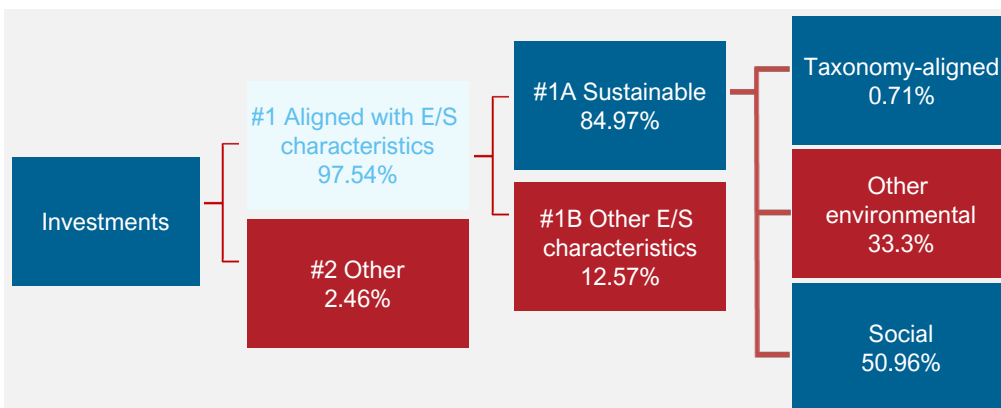 Investments
#1 Aligned with E/S
characteristics
97.54%
#2 Other
2.46%
#1A Sustainable
84.97%
#1B Other E/S
characteristics
12.57%
Taxonomy-aligned
0.71%
Other
environmental
33.3%
Social
50.96%